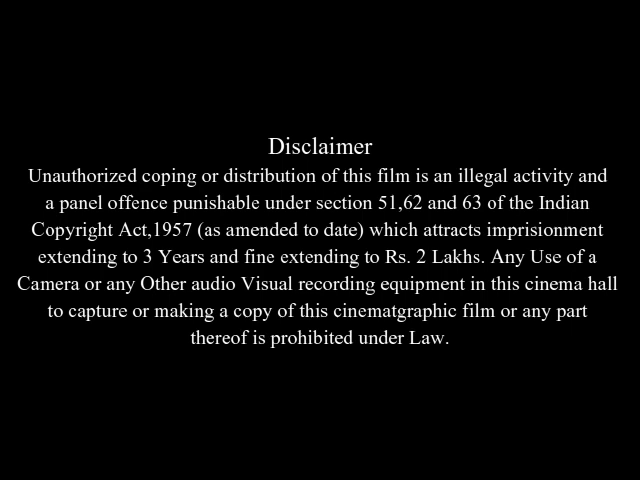 Disclaimer
Unauthorized coping or distribution of this film is an illegal activity and
a panel offence punishable under section 51,62 and 63 of the Indian
Copyright Act,1957 (as amended to date) which attracts imprisionment
extending to 3 Years and fine extending to Rs. 2 Lakhs. Any Use of a
Camera or any Other audio Visual recording equipment in this cinema hall
to capture or making a copy of this cinematgraphic film or any part
thereof is prohibited under Law.